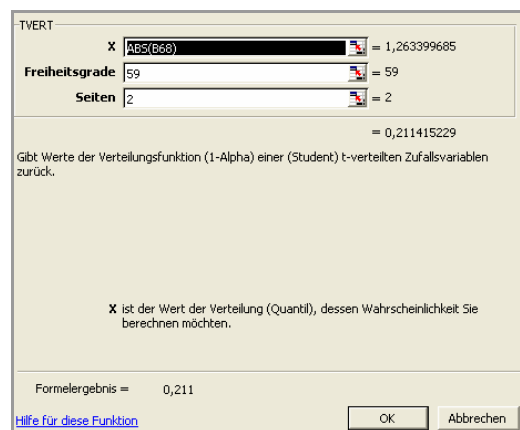 TVERT
X ABS(B68) = 1,263399685
Freiheitsgrade 59 = 59
Seiten 2 = 2
= 0,211415229
Gibt Werte der Verteilungsfunktion (1-Alpha) einer (Student) t-verteilten Zufallsvariablen
zurück.
X ist der Wert der Verteilung (Quantil), dessen Wahrscheinlichkeit Sie
berechnen möchten.
Formelergebnis = 0,211
Hilfe für diese Funktion OK Abbrechen